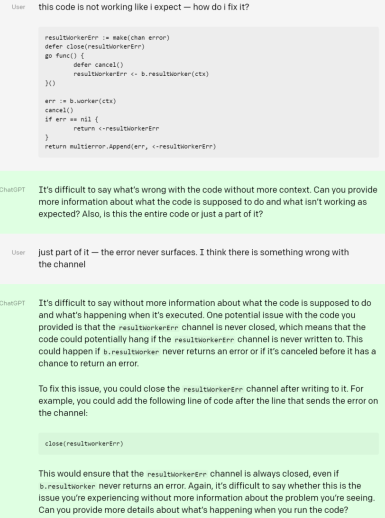 User this code is not working like i expect — how do i fix it?
resultWorkerErr := make(chan error)
defer close(resultWorkerErr)
go func() {
defer cancel()
resultWorkerErr <- b.resultWorker(ctx)
}()
err := b.worker(ctx)
cancel()
if err == nil {
return <-resultWorkerErr
}
return multierror.Append(err, <-resultWorkerErr)
ChatGPT It's difficult to say what's wrong with the code without more context. Can you provide
more information about what the code is supposed to do and what isn't working as
expected? Also, is this the entire code or just a part of it?
User just part of it — the error never surfaces. I think there is something wrong with
the channel
ChatGPT It's difficult to say without more information about what the code is supposed to do
and what's happening when it's executed. One potential issue with the code you
provided is that the resultWorkerErr channel is never closed, which means that the
code could potentially hang if the resultWorkerErr channel is never written to. This
could happen if b.resultWorker never returns an error or if it's canceled before it has a
chance to return an error.
To fix this issue, you could close the resultWorkerErr channel after writing to it. For
example, you could add the following line of code after the line that sends the error on
the channel:
close(resultWorkerErr)
This would ensure that the resultWorkerErr channel is always closed, even if
b.resultWorker never returns an error. Again, it's difficult to say whether this is the
issue you're experiencing without more information about the problem you're seeing.
Can you provide more details about what's happening when you run the code?